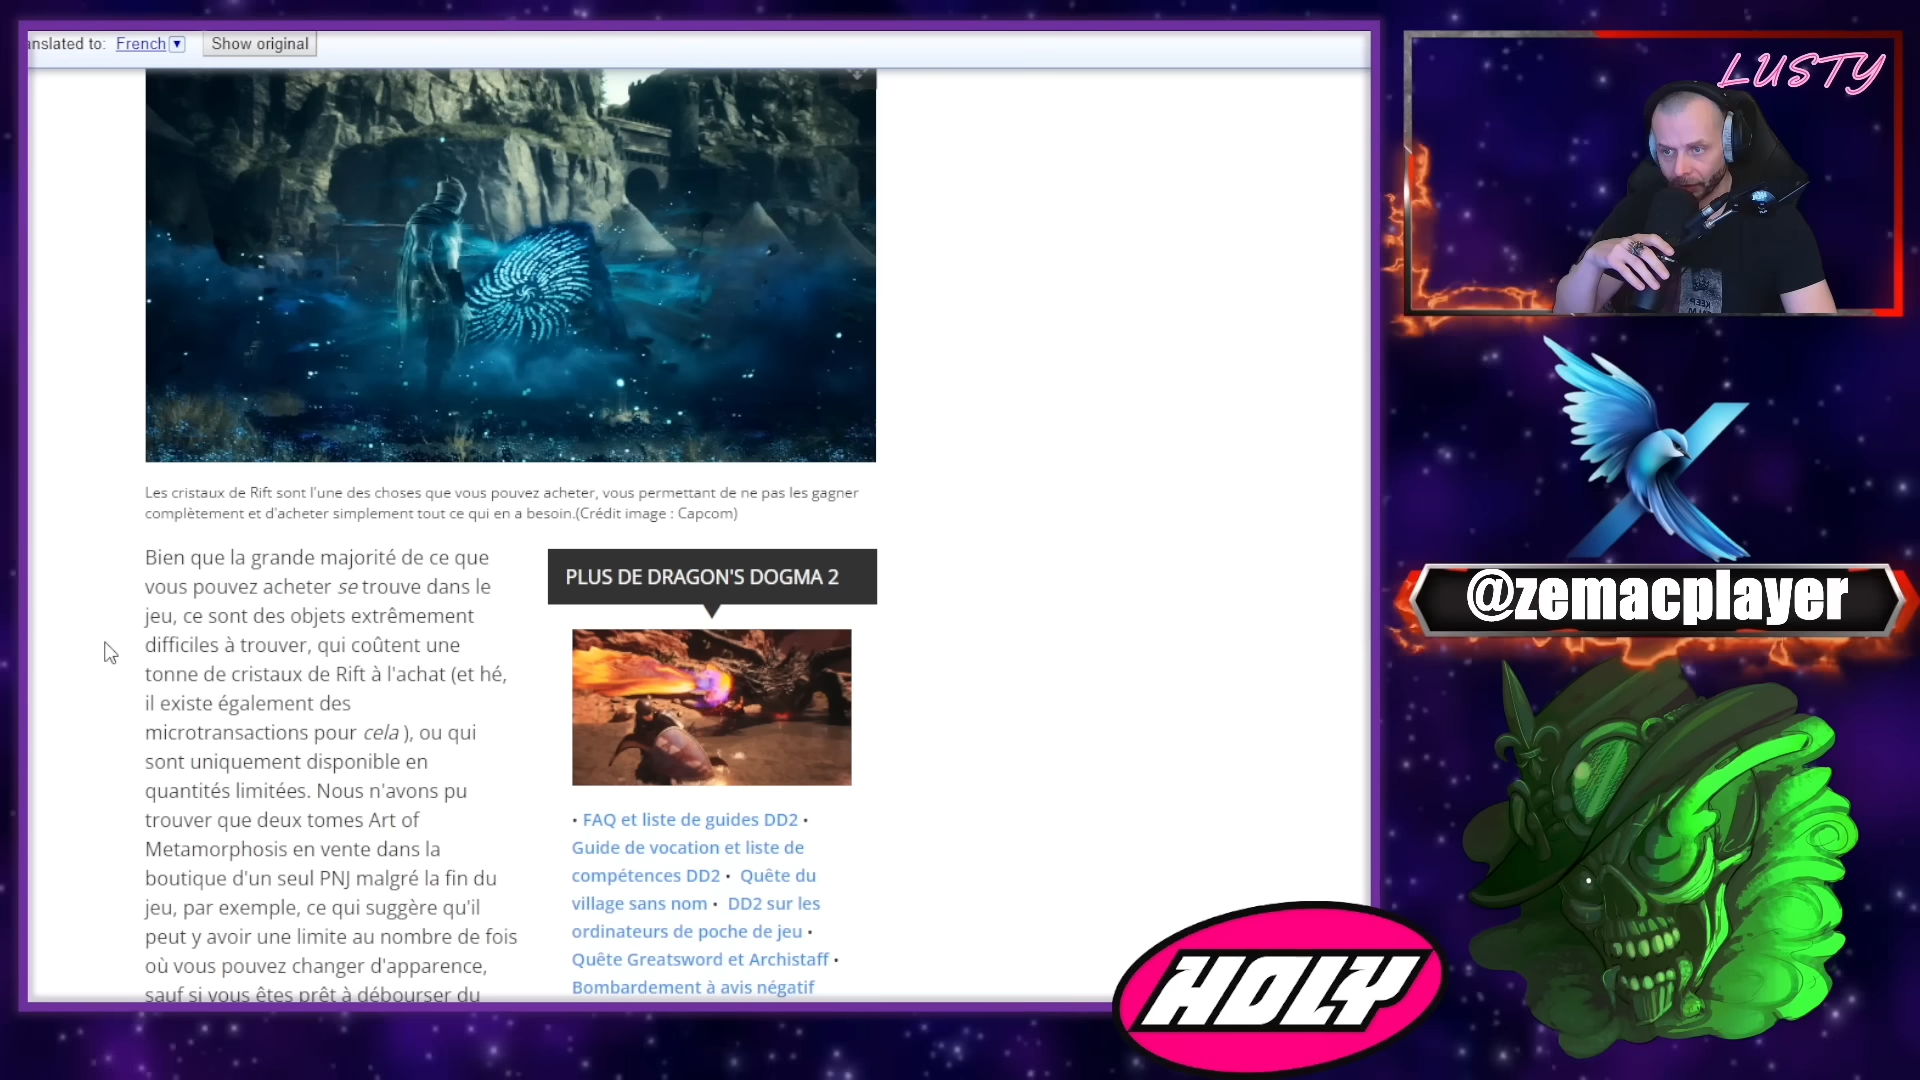 anslated to: French ▼ Show original
LUSTY
Les cristaux de Rift sont l'une des choses que vous pouvez acheter, vous permettant de ne pas les gagner
complètement et d'acheter simplement tout ce qui en a besoin.(Crédit image : Capcom)
Bien que la grande majorité de ce que
vous pouvez acheter se trouve dans le
jeu, ce sont des objets extrêmement
difficiles à trouver, qui coûtent une
tonne de cristaux de Rift à l'achat (et hé,
il existe également des
microtransactions pour cela ), ou qui
sont uniquement disponible en
quantités limitées. Nous n'avons pu
trouver que deux tomes Art of
Metamorphosis en vente dans la
boutique d'un seul PNJ malgré la fin du
jeu, par exemple, ce qui suggère qu'il
peut y avoir une limite au nombre de fois
où vous pouvez changer d'apparence,
sauf si vous êtes prêt à débourser du
PLUS DE DRAGON'S DOGMA 2
• FAQ et liste de guides DD2 •
Guide de vocation et liste de
compétences DD2 • Quête du
village sans nom • DD2 sur les
ordinateurs de poche de jeu •
Quête Greatsword et Archistaff •
Bombardement à avis négatif
@zemacplayer
HOLY